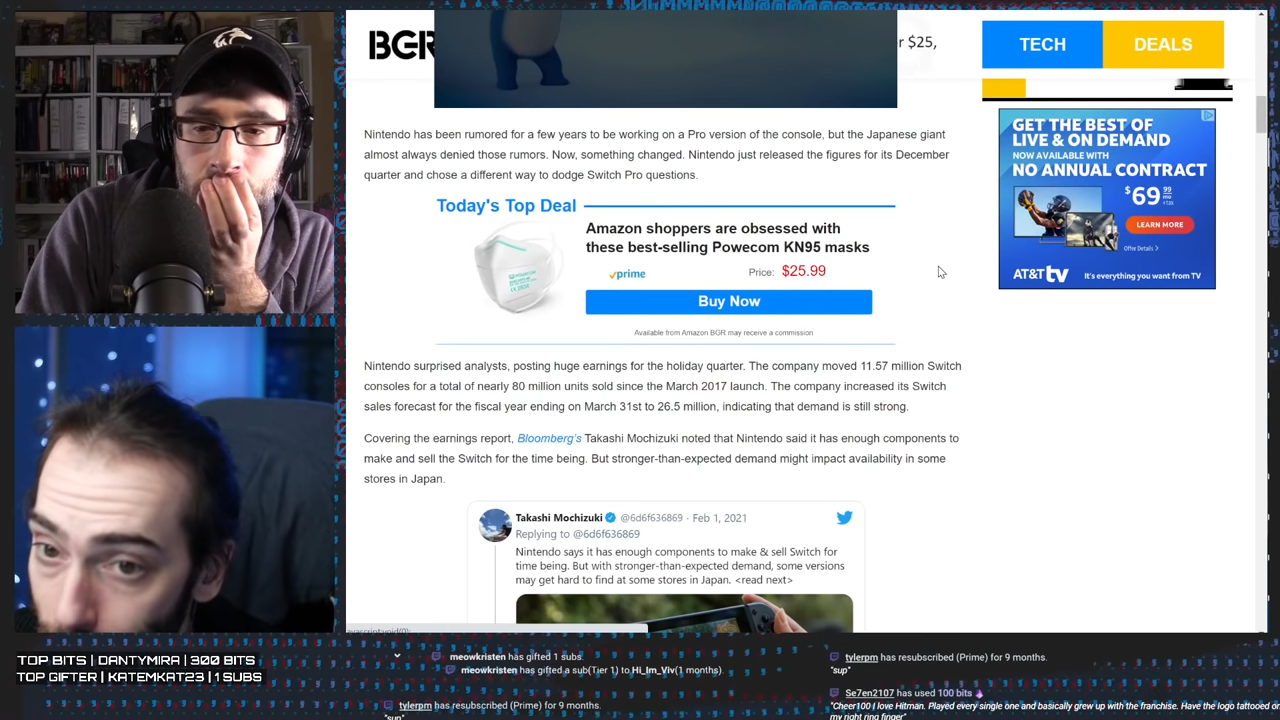 BGR
r $25,
TECH
DEALS
Nintendo has been rumored for a few years to be working on a Pro version of the console, but the Japanese giant
almost always denied those rumors. Now, something changed. Nintendo just released the figures for its December
quarter and chose a different way to dodge Switch Pro questions.
Today's Top Deal
Amazon shoppers are obsessed with
these best-selling Powecom KN95 masks
prime
Price: $25.99
Buy Now
Available from Amazon BGR may receive a commission
GET THE BEST OF
LIVE & ON DEMAND
NOW AVAILABLE WITH
NO ANNUAL CONTRACT
$69 99
mo
+TAX
LEARN MORE
Offer Details >
AT&T tv
It's everything you want from TV
Nintendo surprised analysts, posting huge earnings for the holiday quarter. The company moved 11.57 million Switch
consoles for a total of nearly 80 million units sold since the March 2017 launch. The company increased its Switch
sales forecast for the fiscal year ending on March 31st to 26.5 million, indicating that demand is still strong.
Covering the earnings report, Bloomberg's Takashi Mochizuki noted that Nintendo said it has enough components to
make and sell the Switch for the time being. But stronger-than-expected demand might impact availability in some
stores in Japan.
Takashi Mochizuki @6d6f636869 · Feb 1, 2021
Replying to @6d6f636869
Nintendo says it has enough components to make & sell Switch for
time being. But with stronger-than-expected demand, some versions
may get hard to find at some stores in Japan. <read next>
TOP BITS | DANTYMIRA | 300 BITS
TOP GIFTER | KATEMKAT23 | 1 SUBS
meowkristen has gifted 1 subs.
meowkristen has gifted a sub(Tier 1) to Hi_Im_Viv(1 months).
tylerpm has resubscribed (Prime) for 9 months.
"sup"
tylerpm has resubscribed (Prime) for 9 months.
"sup"
Se7en2107 has used 100 bits
"Cheer100 I love Hitman. Played every single one and basically grew up with the franchise. Have the logo tattooed on
my right ring finger"